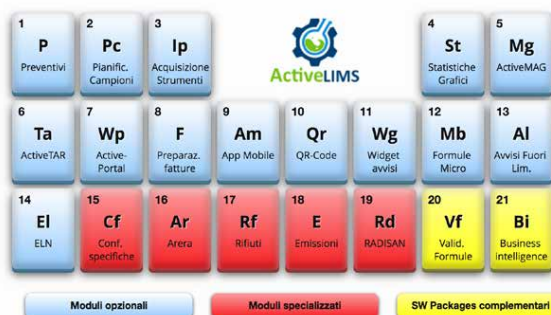 1
P
Preventivi
2
Pc
Pianific.
Campioni
3
Ip
Acquisizione
Strumenti
ActiveLIMS
4
St
Statistiche
Grafici
5
Mg
ActiveMAG
6
Ta
ActiveTAR
7
Wp
Active-
Portal
8
F
Preparaz.
fatture
9
Am
App Mobile
10
Qr
QR-Code
11
Wg
Widget
avvisi
12
Mb
Formule
Micro
13
Al
Avvisi Fuori
Lim.
14
El
ELN
15
Cf
Conf.
specifiche
16
Ar
Arera
17
Rf
Rifiuti
18
E
Emissioni
19
Rd
RADISAN
20
Vf
Valid.
Formule
21
Bi
Business
intelligence
Moduli opzionali
Moduli specializzati
SW Packages complementari